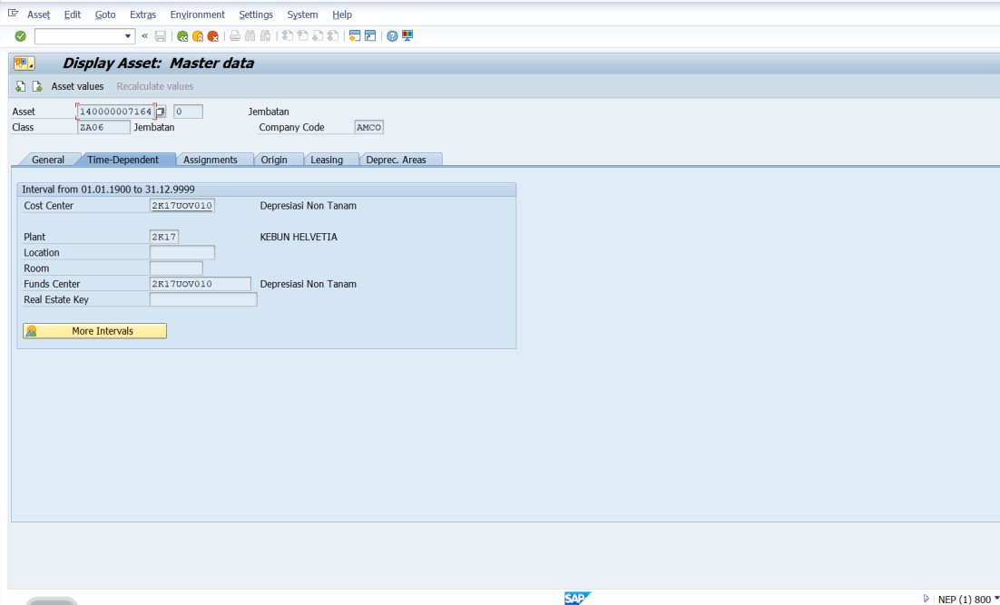 Asset Edit Goto Extras Environment Settings System Help
Display Asset: Master data
Asset values Recalculate values
Asset 140000007164 0 Jembatan
Class ZA06 Jembatan Company Code AMCO
General Time-Dependent Assignments Origin Leasing Deprec. Areas
Interval from 01.01.1900 to 31.12.9999
Cost Center 2K17UOV010 Depresiasi Non Tanam
Plant 2K17 KEBUN HELVETIA
Location
Room
Funds Center 2K17UOV010 Depresiasi Non Tanam
Real Estate Key
More Intervals
SAP NEP (1) 800